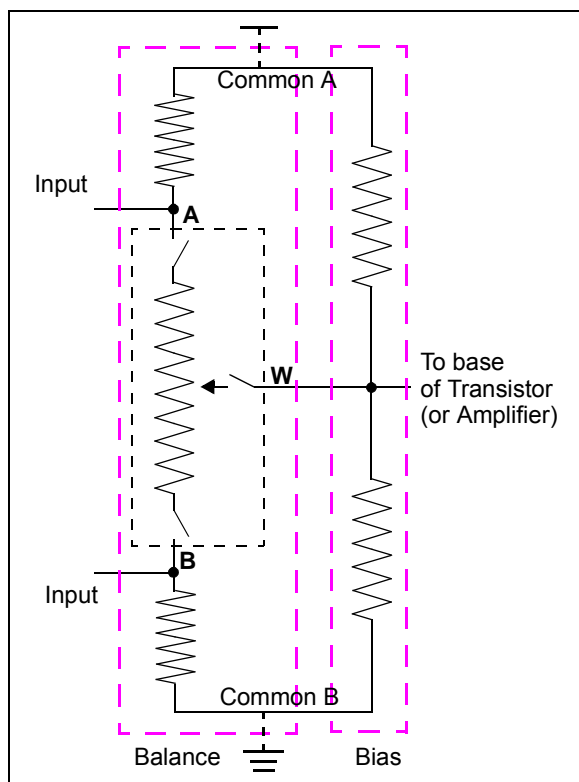 Common A
Input
A
W
To base
of Transistor
(or Amplifier)
B
Input
Common B
Balance
Bias